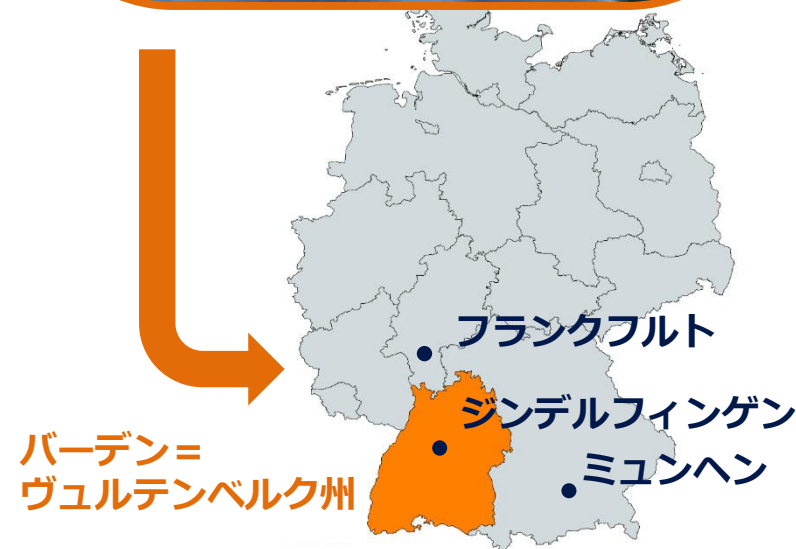 フランクフルト
ジンデルフィンゲン
ミュンヘン
バーデン＝
ヴュルテンベルク州